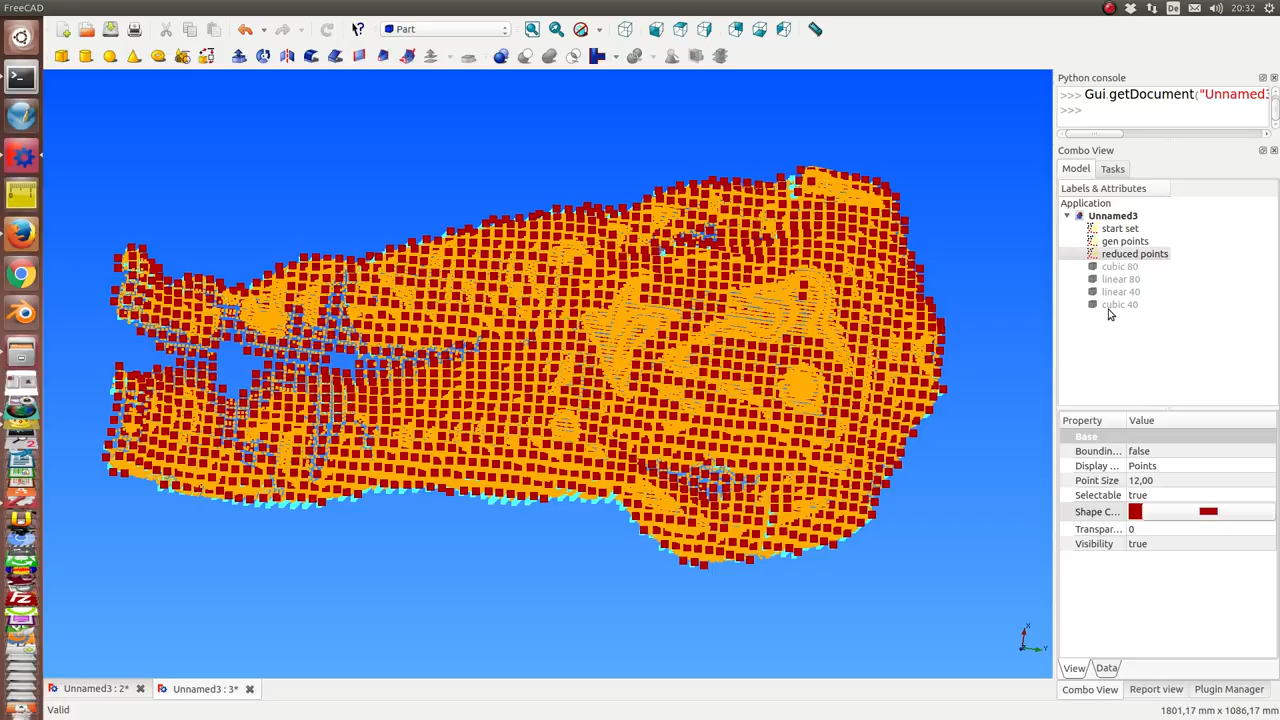 FreeCAD
De
20:32
Part
Python console
>>> Gui.getDocument("Unnamed3
>>>
Combo View
Model
Tasks
Labels & Attributes
Application
Unnamed3
start set
gen points
reduced points
cubic 80
linear 80
linear 40
cubic 40
Property
Value
Base
Boundin...
false
Display ...
Points
Point Size
12,00
Selectable
true
Shape C...
Transpar...
0
Visibility
true
X
Y
View
Data
Unnamed3 : 2*
Unnamed3 : 3*
Combo View
Report view
Plugin Manager
Valid
1801,17 mm x 1086,17 mm